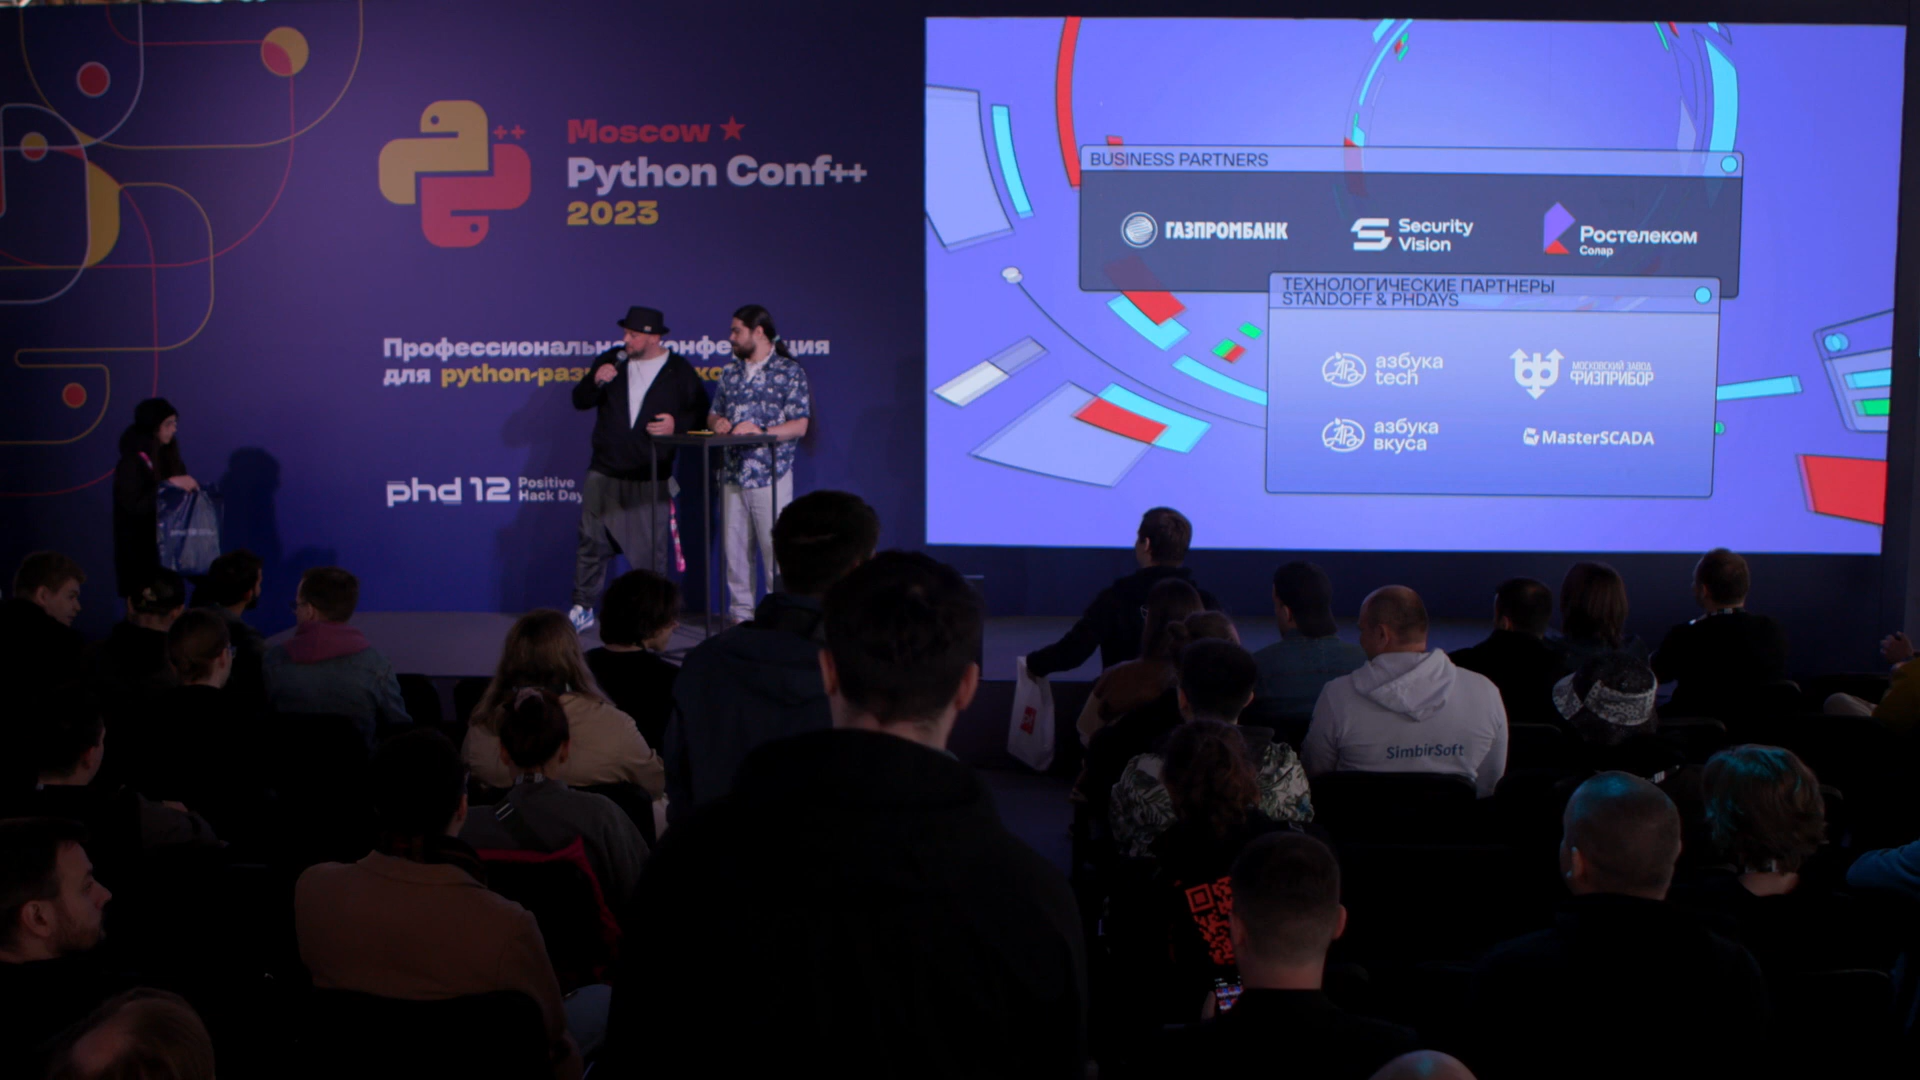 ++
Moscow ★
Python Conf++
2023
Профессиональн
для python-раз
phd 12 Positive
Hack Day
BUSINESS PARTNERS
ГАЗПРОМБАНК
Security
Vision
Ростелеком
Солар
ТЕХНОЛОГИЧЕСКИЕ ПАРТНЕРЫ
STANDOFF & PHDAYS
азбука
tech
МОСКОВСКИЙ ЗАВОД
ФИЗПРИБОР
азбука
вкуса
MasterSCADA
SimbirSoft